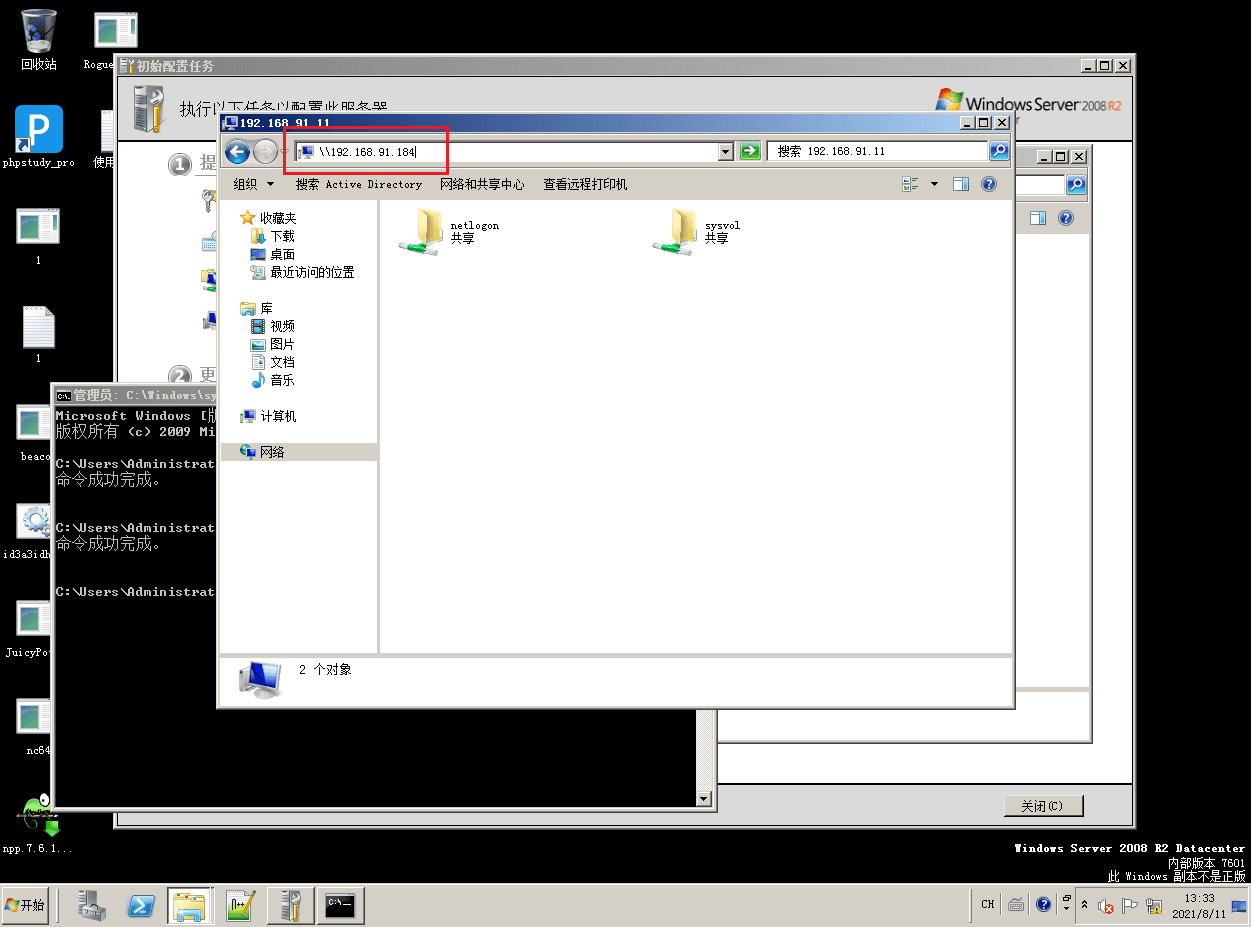 回收站
Rogue
phpstudy_pro
使用
1
1
beaco
id3a3idh
JuicyPo
nc64
npp.7.6.1...
初始配置任务
执行以下任务以配置此服务器
Windows Server 2008 R2
1
2
更
管理员: C:\Windows\sy
Microsoft Windows [版
版权所有 (c) 2009 Mi
C:\Users\Administrat
命令成功完成。
C:\Users\Administrat
命令成功完成。
C:\Users\Administrat
192.168.91.11
\\192.168.91.184
搜索 192.168.91.11
组织
搜索 Active Directory
网络和共享中心
查看远程打印机
收藏夹
下载
桌面
最近访问的位置
库
视频
图片
文档
音乐
计算机
网络
netlogon
共享
sysvol
共享
2 个对象
关闭(C)
Windows Server 2008 R2 Datacenter
内部版本 7601
此 Windows 副本不是正版
开始
CH
13:33
2021/8/11